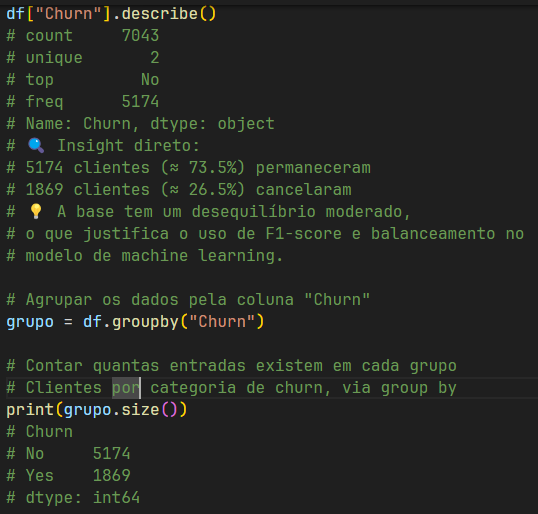 df["Churn"].describe()
# count     7043
# unique       2
# top         No
# freq      5174
# Name: Churn, dtype: object
# 🔍 Insight direto:
# 5174 clientes (≈ 73.5%) permaneceram
# 1869 clientes (≈ 26.5%) cancelaram
# 💡 A base tem um desequilíbrio moderado,
# o que justifica o uso de F1-score e balanceamento no
# modelo de machine learning.
# Agrupar os dados pela coluna "Churn"
grupo = df.groupby("Churn")
# Contar quantas entradas existem em cada grupo
# Clientes por categoria de churn, via group by
print(grupo.size())
# Churn
# No     5174
# Yes    1869
# dtype: int64